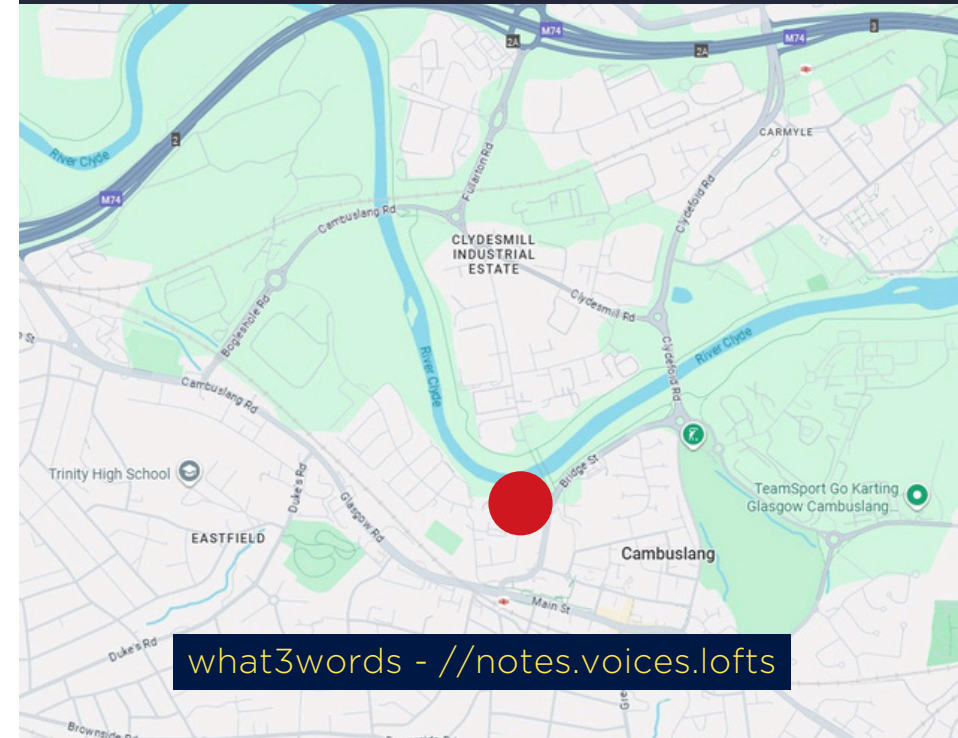 M74
2A
2A
M74
3
CARMYLE
2
River Clyde
M74
Fullarton Rd
Cambuslang Rd
Clydeford Rd
CLYDESMILL
INDUSTRIAL
ESTATE
Clydesmill Rd
Bogleshole Rd
River Clyde
River Clyde
Clydeford Rd
Cambuslang Rd
Trinity High School
Duke's Rd
Bridge St
Glasgow Rd
TeamSport Go Karting
Glasgow Cambuslang...
EASTFIELD
Cambuslang
Main St
Duke's Rd
what3words - //notes.voices.lofts